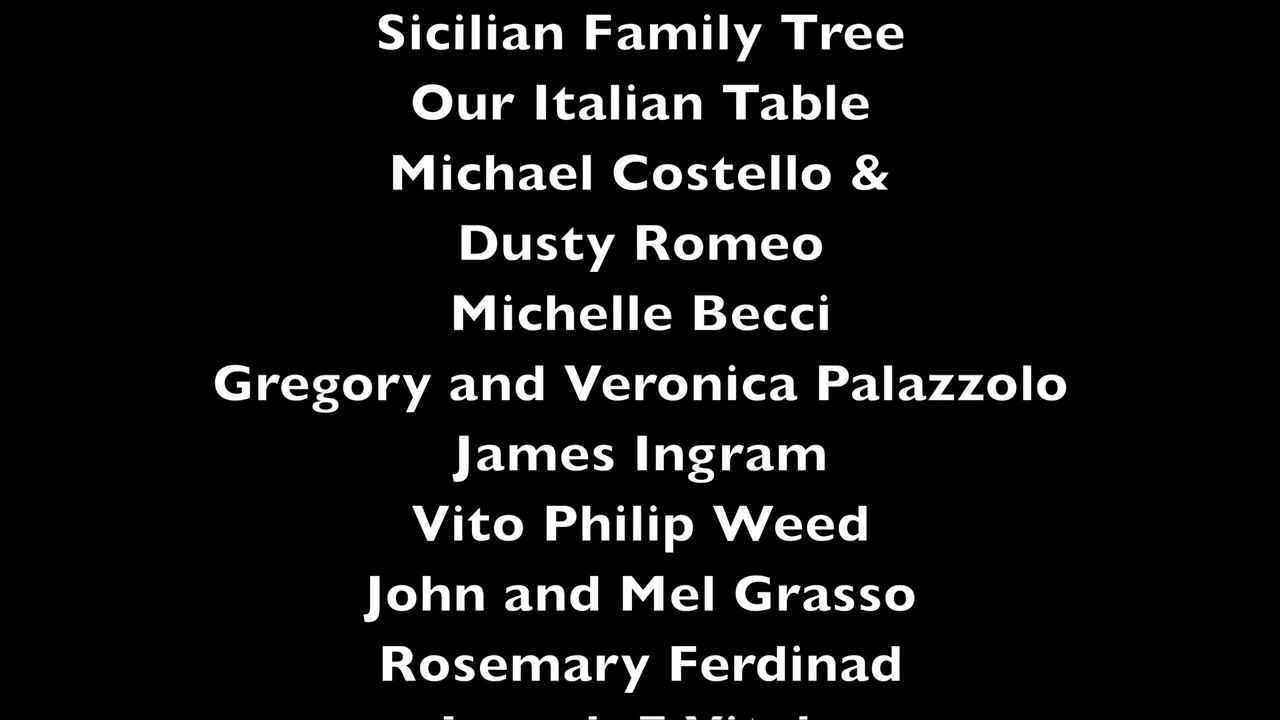 Sicilian Family Tree
Our Italian Table
Michael Costello &
Dusty Romeo
Michelle Becci
Gregory and Veronica Palazzolo
James Ingram
Vito Philip Weed
John and Mel Grasso
Rosemary Ferdinad